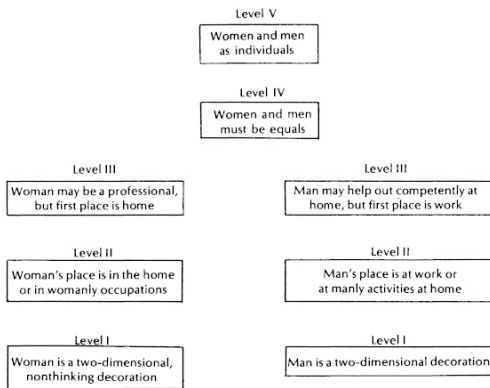 Level V
Women and men
as individuals
Level IV
Women and men
must be equals
Level III
Woman may be a professional,
but first place is home
Level III
Man may help out competently at
home, but first place is work
Level II
Woman's place is in the home
or in womanly occupations
Level II
Man's place is at work or
at manly activities at home
Level I
Woman is a two-dimensional,
nonthinking decoration
Level I
Man is a two-dimensional decoration